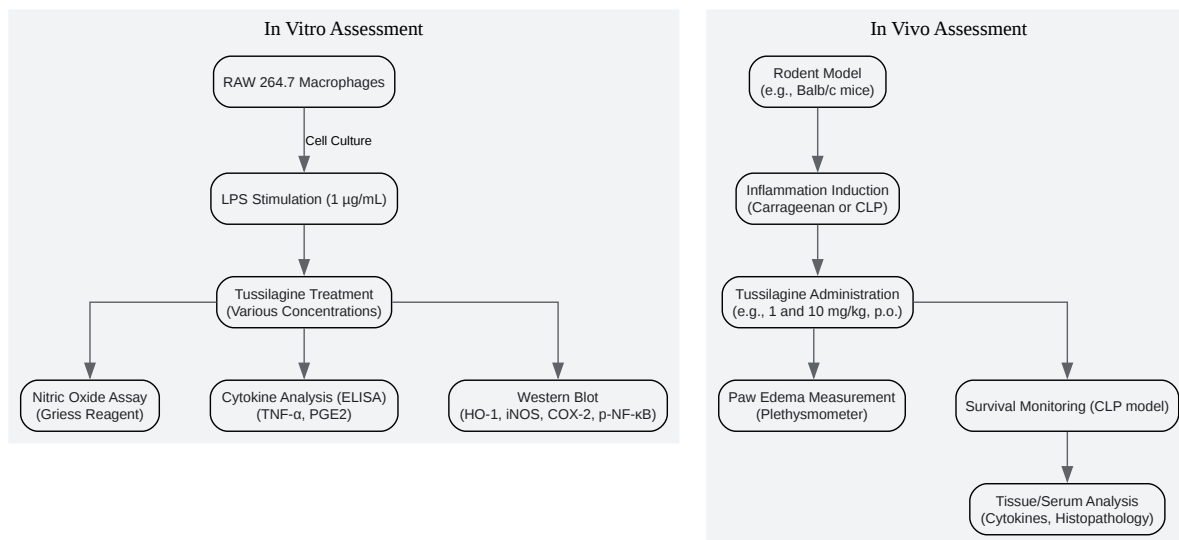 In Vitro Assessment
RAW 264.7 Macrophages
Cell Culture
LPS Stimulation (1 µg/mL)
Tussilagine Treatment
(Various Concentrations)
Nitric Oxide Assay
(Griess Reagent)
Cytokine Analysis (ELISA)
(TNF-α, PGE2)
Western Blot
(HO-1, iNOS, COX-2, p-NF-κB)
In Vivo Assessment
Rodent Model
(e.g., Balb/c mice)
Inflammation Induction
(Carrageenan or CLP)
Tussilagine Administration
(e.g., 1 and 10 mg/kg, p.o.)
Paw Edema Measurement
(Plethysmometer)
Survival Monitoring (CLP model)
Tissue/Serum Analysis
(Cytokines, Histopathology)